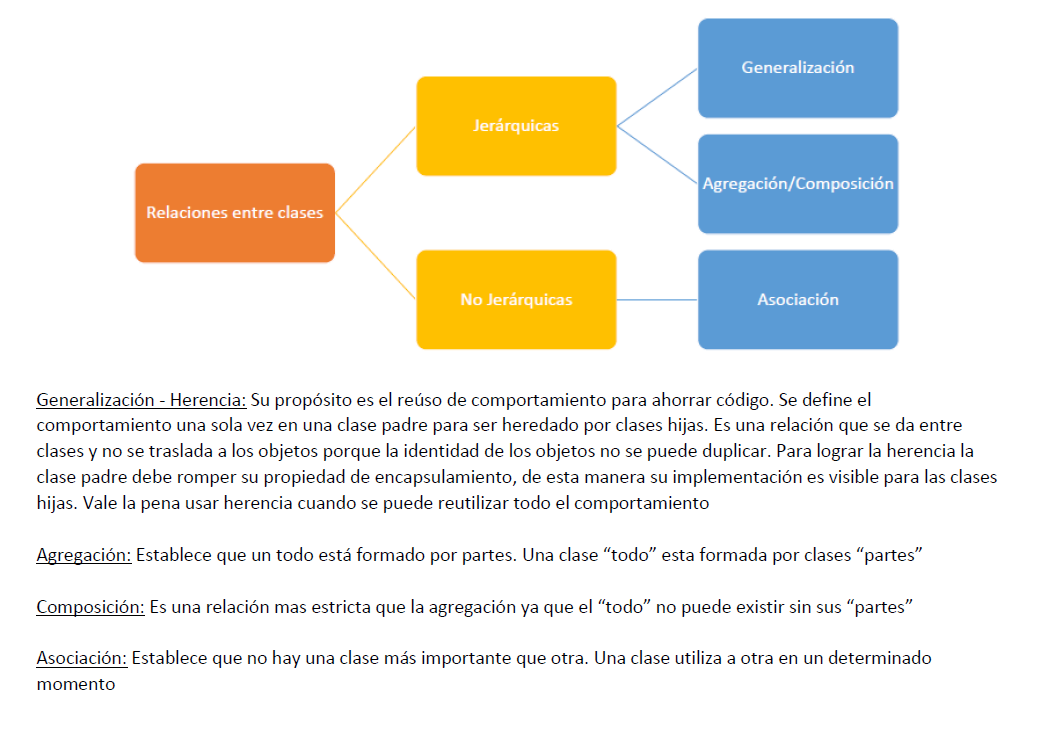 Generalización
Jerárquicas
Agregación/Composición
Relaciones entre clases
No Jerárquicas
Asociación
Generalización - Herencia: Su propósito es el reúso de comportamiento para ahorrar código. Se define el
comportamiento una sola vez en una clase padre para ser heredado por clases hijas. Es una relación que se da entre
clases y no se traslada a los objetos porque la identidad de los objetos no se puede duplicar. Para lograr la herencia la
clase padre debe romper su propiedad de encapsulamiento, de esta manera su implementación es visible para las clases
hijas. Vale la pena usar herencia cuando se puede reutilizar todo el comportamiento
Agregación: Establece que un todo está formado por partes. Una clase “todo” esta formada por clases “partes”
Composición: Es una relación mas estricta que la agregación ya que el “todo” no puede existir sin sus “partes”
Asociación: Establece que no hay una clase más importante que otra. Una clase utiliza a otra en un determinado
momento